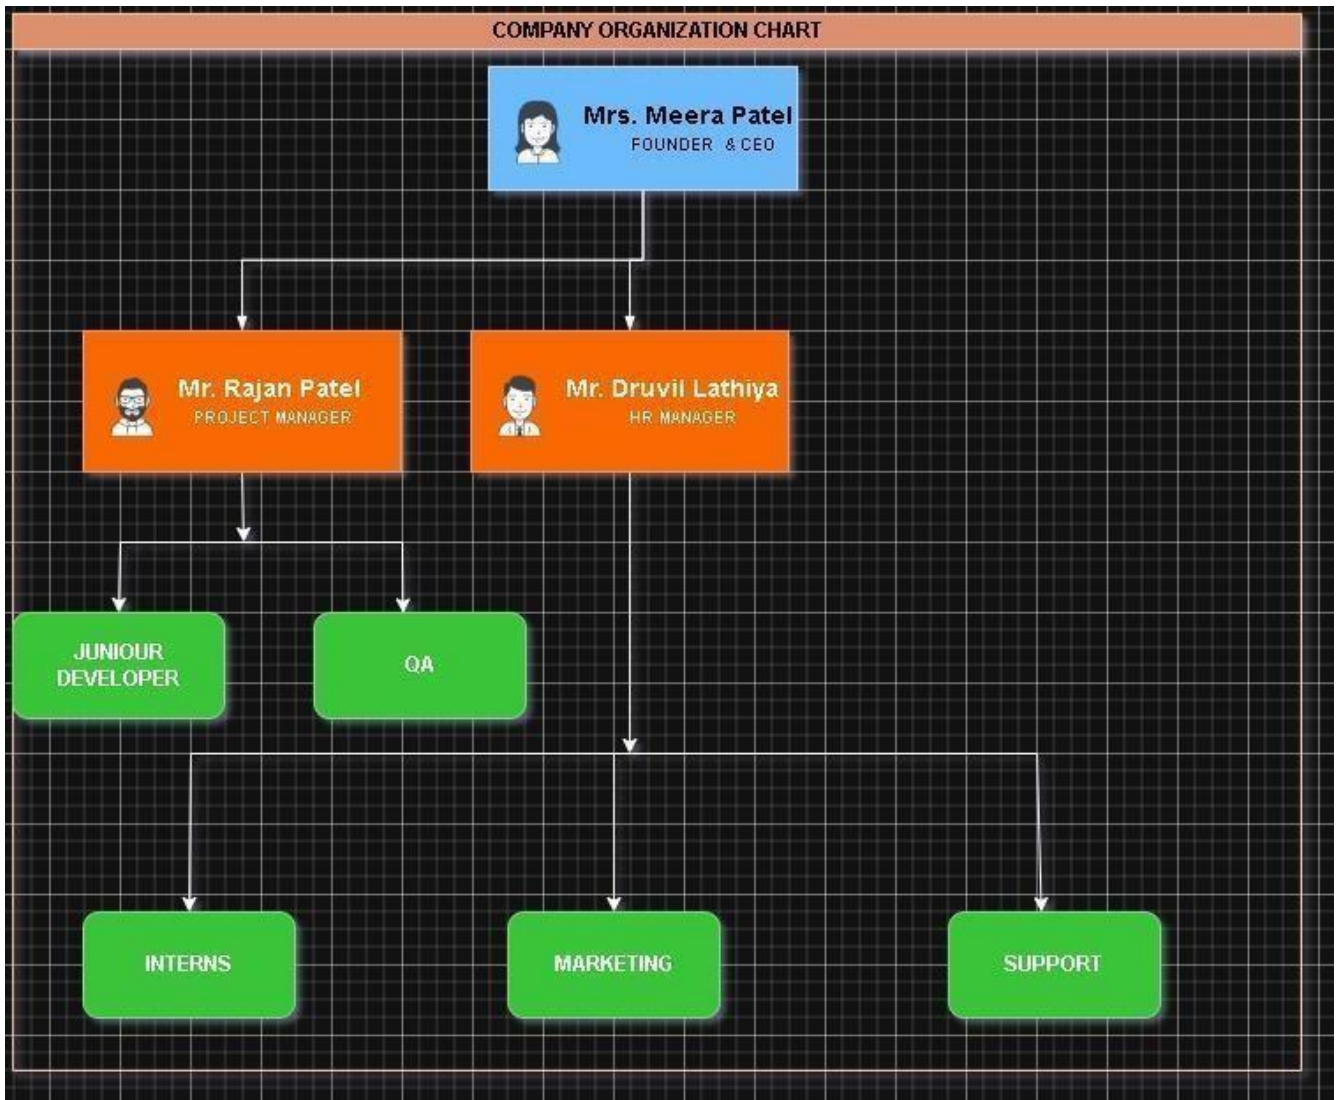 COMPANY ORGANIZATION CHART
Mrs. Meera Patel
FOUNDER & CEO
Mr. Rajan Patel
PROJECT MANAGER
Mr. Druvil Lathiya
HR MANAGER
JUNIOUR
DEVELOPER
QA
INTERNS
MARKETING
SUPPORT